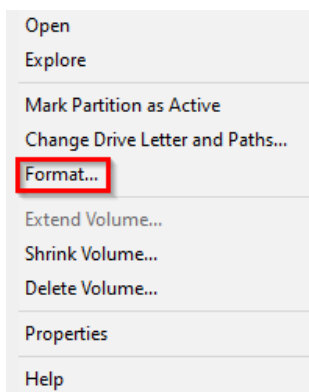 Open
Explore
Mark Partition as Active
Change Drive Letter and Paths...
Format...
Extend Volume...
Shrink Volume...
Delete Volume...
Properties
Help